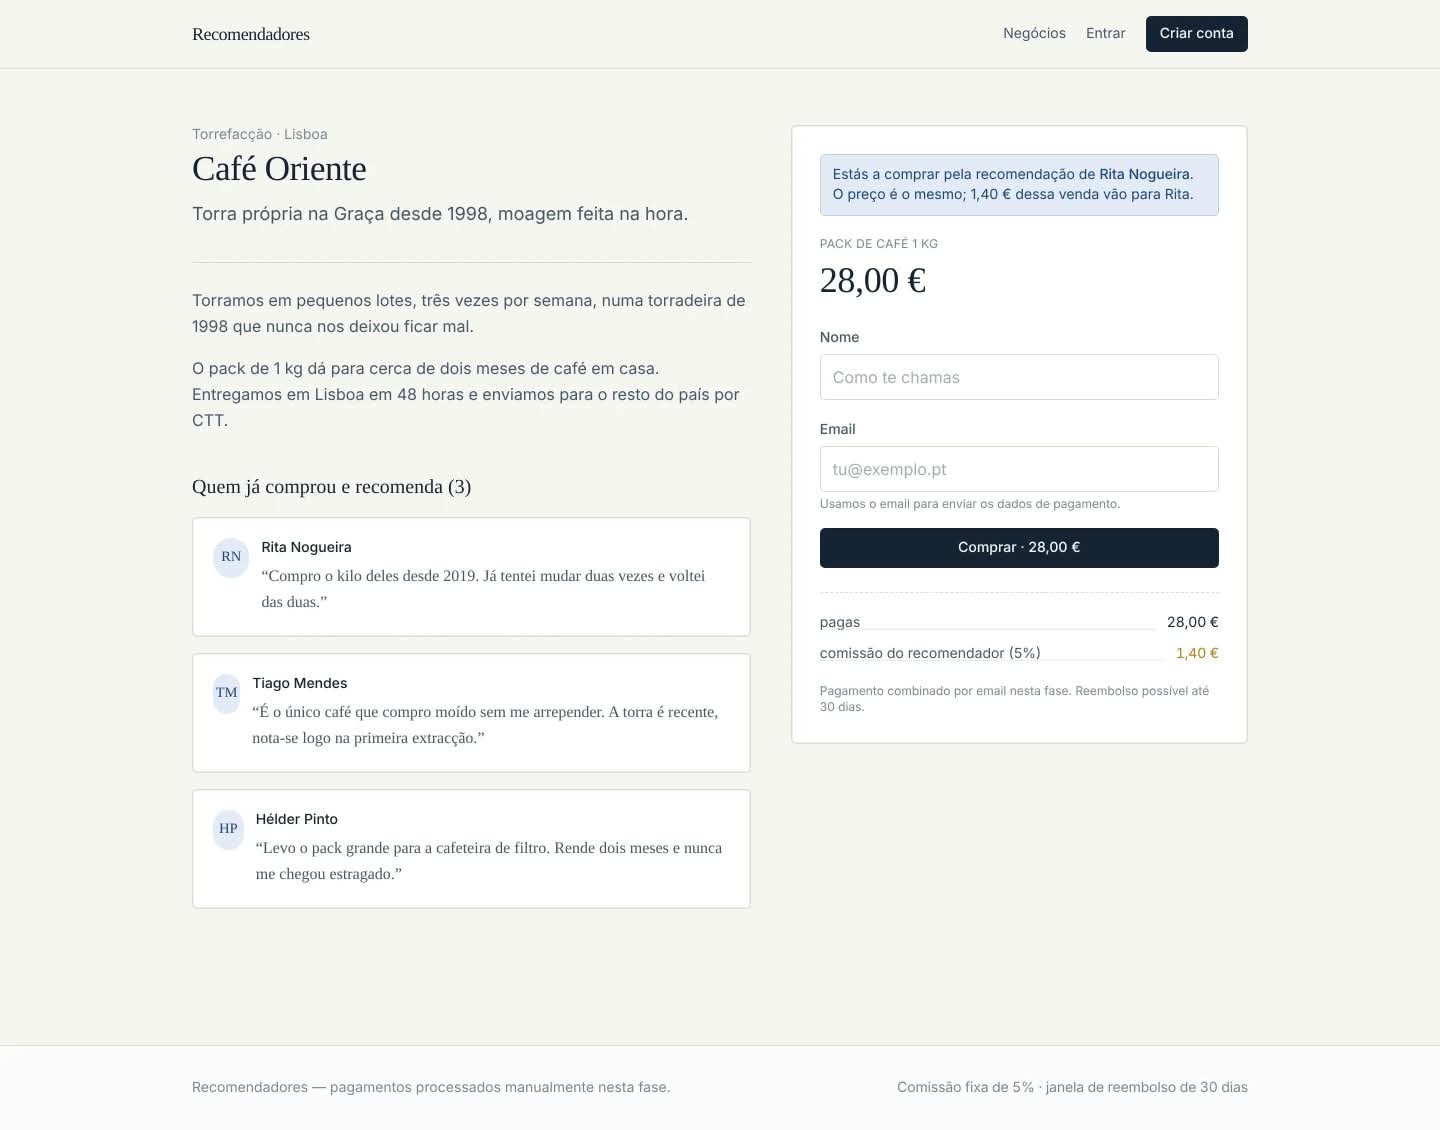 Recomendadores
Negócios
Entrar
Criar conta
Torrefacção · Lisboa
Café Oriente
Torra própria na Graça desde 1998, moagem feita na hora.
Torramos em pequenos lotes, três vezes por semana, numa torradeira de
1998 que nunca nos deixou ficar mal.
O pack de 1 kg dá para cerca de dois meses de café em casa.
Entregamos em Lisboa em 48 horas e enviamos para o resto do país por
CTT.
Quem já comprou e recomenda (3)
RN
Rita Nogueira
“Compro o kilo deles desde 2019. Já tentei mudar duas vezes e voltei
das duas.”
TM
Tiago Mendes
“É o único café que compro moído sem me arrepender. A torra é recente,
nota-se logo na primeira extracção.”
HP
Hélder Pinto
“Levo o pack grande para a cafeteira de filtro. Rende dois meses e nunca
me chegou estragado.”
Estás a comprar pela recomendação de Rita Nogueira.
O preço é o mesmo; 1,40 € dessa venda vão para Rita.
PACK DE CAFÉ 1 KG
28,00 €
Nome
Como te chamas
Email
tu@exemplo.pt
Usamos o email para enviar os dados de pagamento.
Comprar · 28,00 €
pagas 28,00 €
comissão do recomendador (5%) 1,40 €
Pagamento combinado por email nesta fase. Reembolso possível até
30 dias.
Recomendadores — pagamentos processados manualmente nesta fase.
Comissão fixa de 5% · janela de reembolso de 30 dias